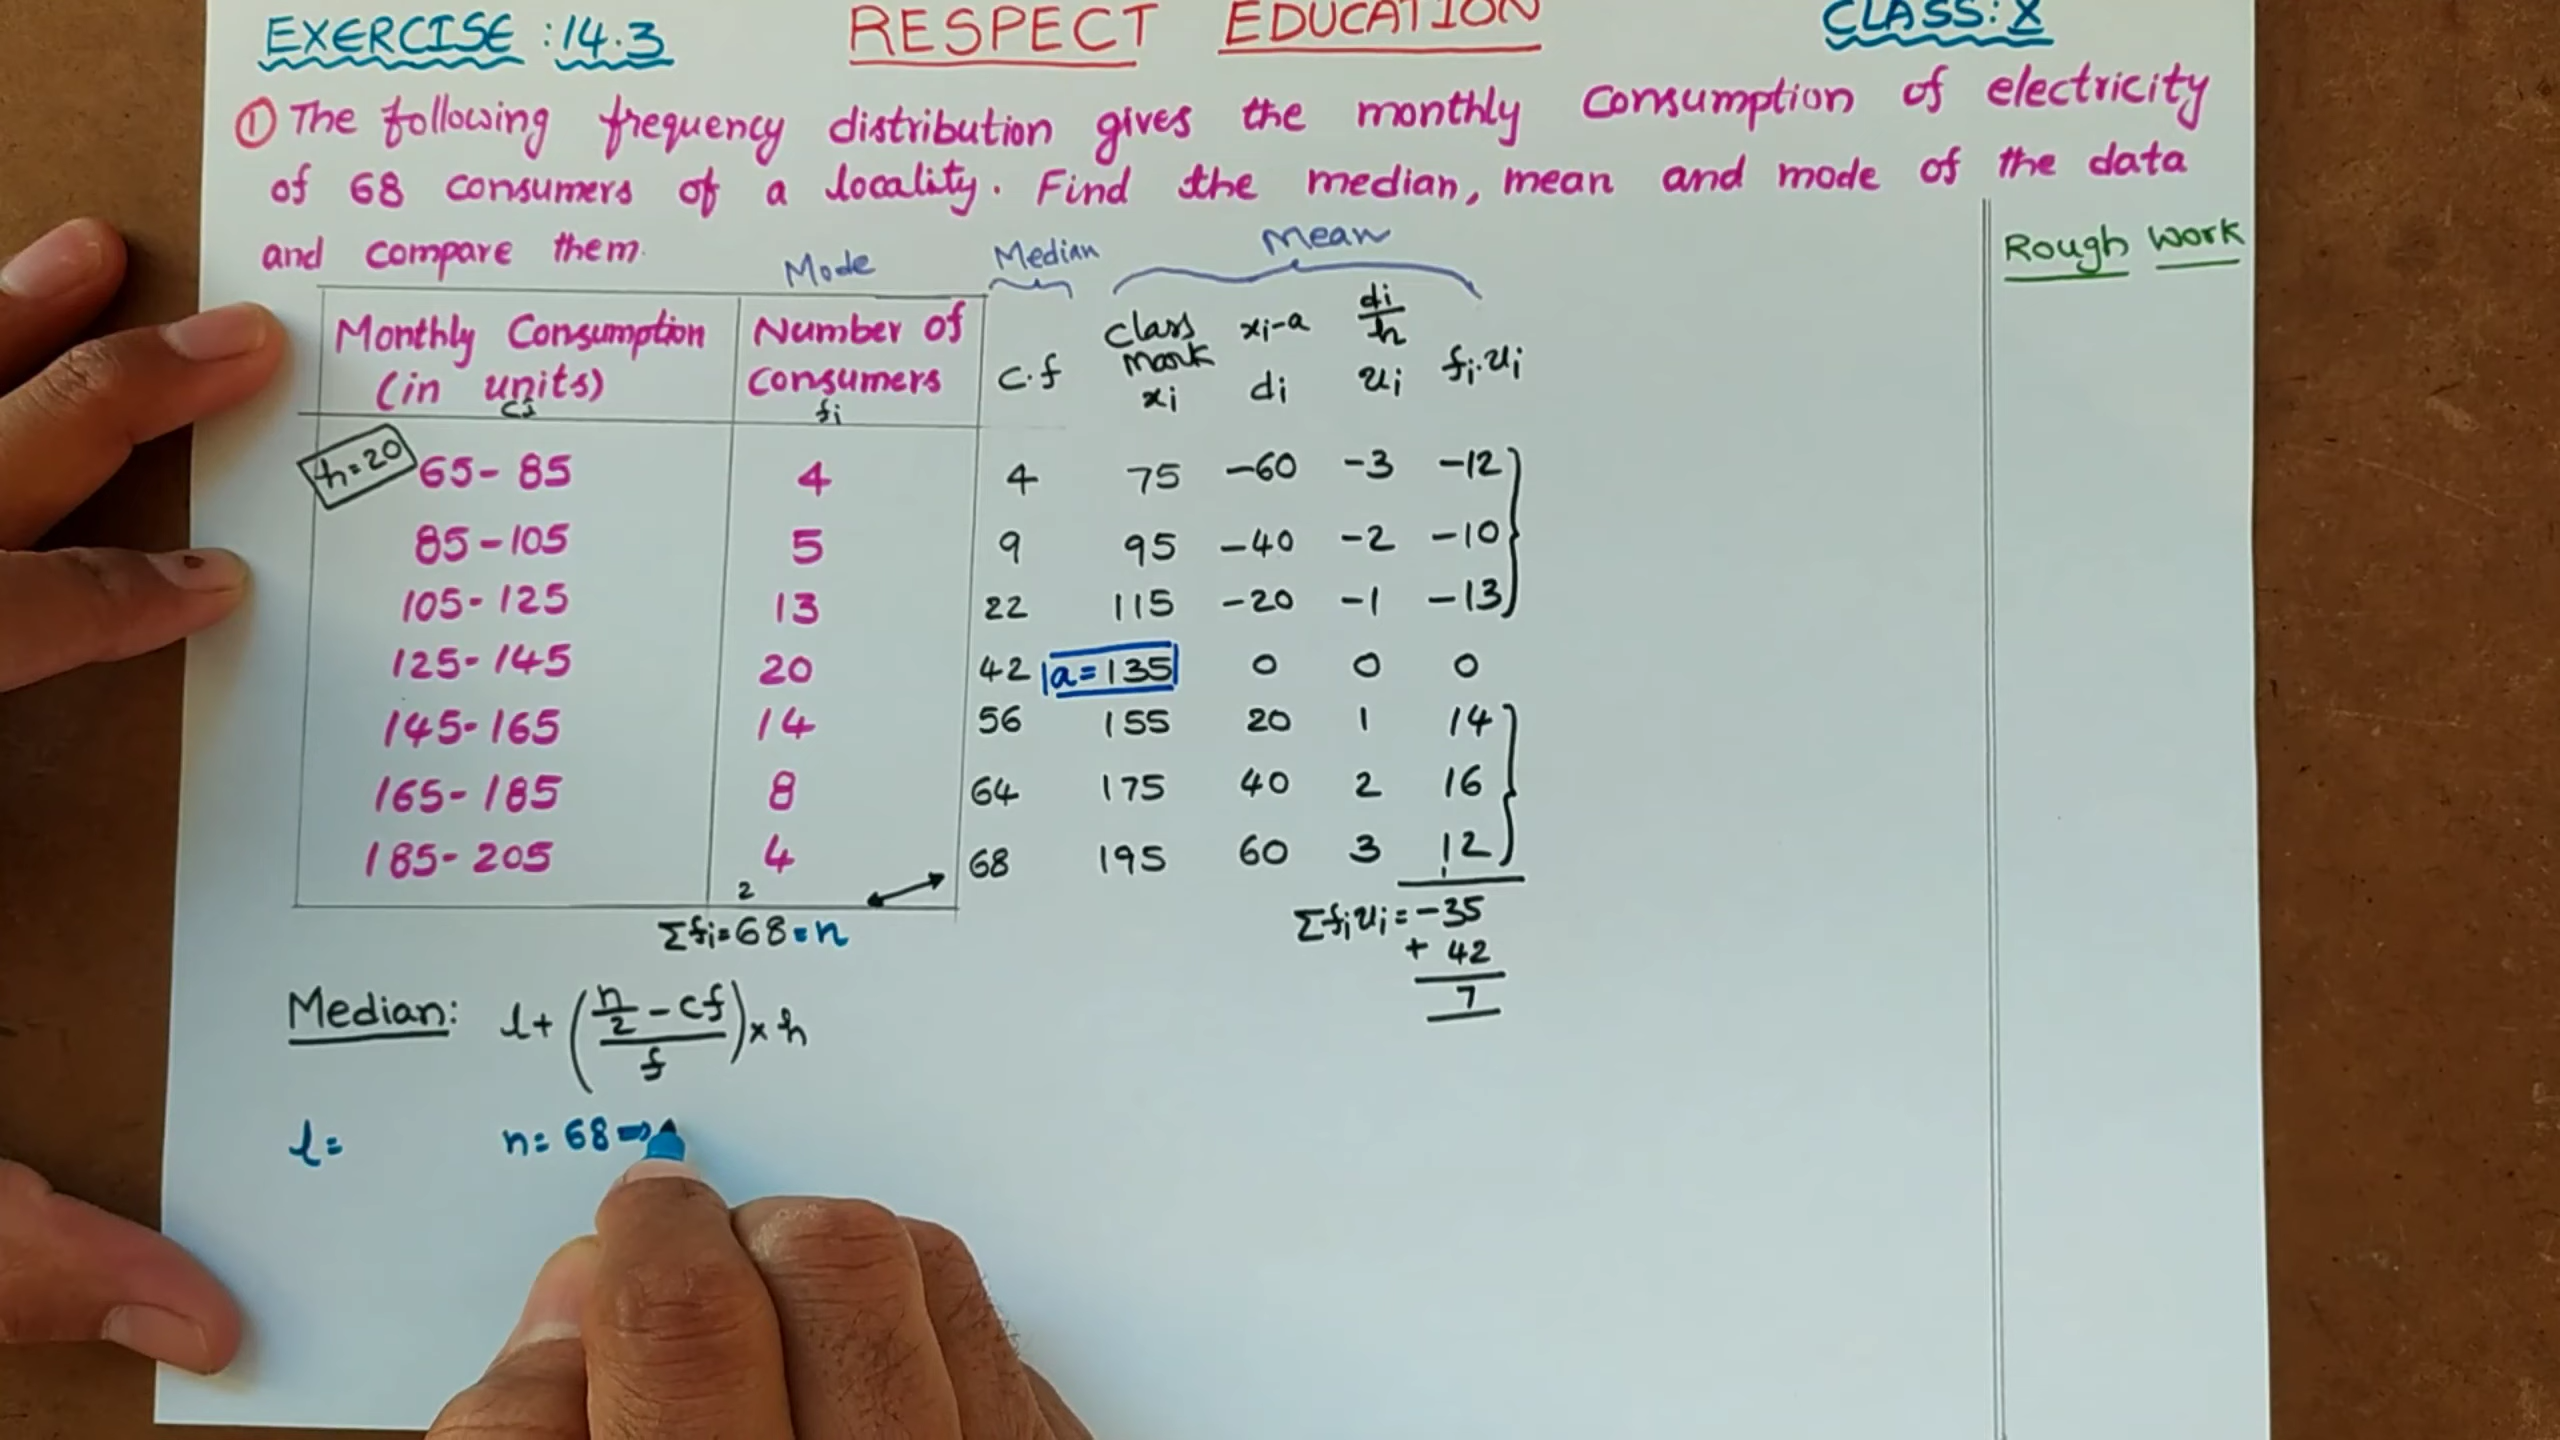 EXERCISE : 14.3 RESPECT EDUCATION CLASS: X
① The following frequency distribution gives the monthly consumption of electricity
of 68 consumers of a locality. Find the median, mean and mode of the data
and compare them.
Rough Work
Mode Median Mean
Monthly Consumption (in units) CI
Number of consumers fi
c.f
class mark xi
xi-a di
di/h ui
fi.ui
h=20
65-85 4 4 75 -60 -3 -12
85-105 5 9 95 -40 -2 -10
105-125 13 22 115 -20 -1 -13
125-145 20 42 a=135 0 0 0
145-165 14 56 155 20 1 14
165-185 8 64 175 40 2 16
185-205 4 68 195 60 3 12
2
Σfi=68=n Σfiui=-35
+ 42
7
Median: l+(n/2-cf/f)×h
l= n=68⇒